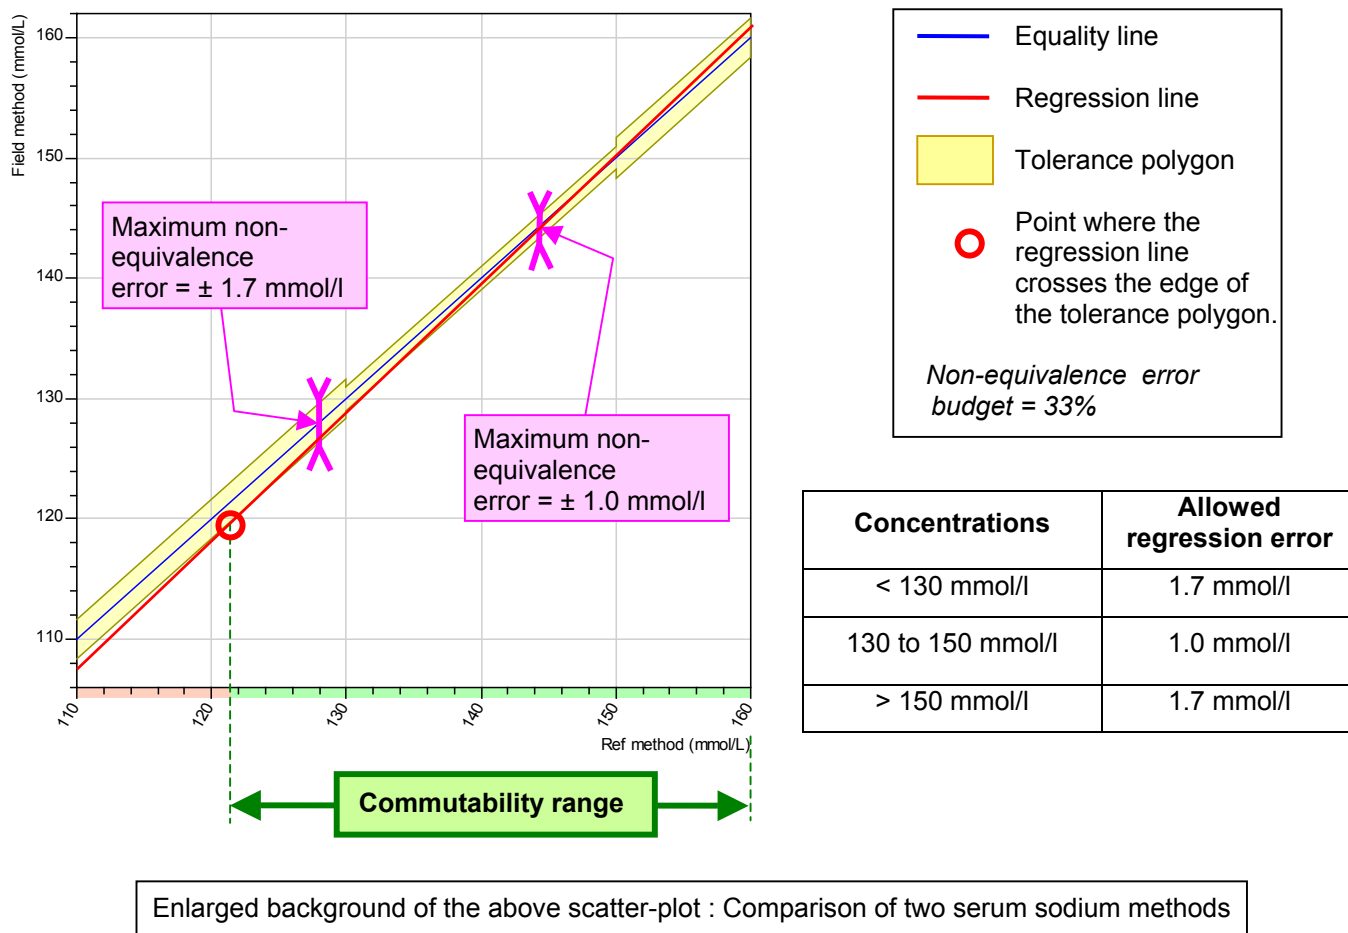 Field method (mmol/L)
160
150
140
130
120
110
110
120
130
140
150
160
Ref method (mmol/L)
Maximum non-
equivalence
error = ± 1.7 mmol/l
Maximum non-
equivalence
error = ± 1.0 mmol/l
Commutability range
Equality line
Regression line
Tolerance polygon
Point where the
regression line
crosses the edge of
the tolerance polygon.
Non-equivalence error
budget = 33%
Concentrations
Allowed
regression error
< 130 mmol/l
1.7 mmol/l
130 to 150 mmol/l
1.0 mmol/l
> 150 mmol/l
1.7 mmol/l
Enlarged background of the above scatter-plot : Comparison of two serum sodium methods